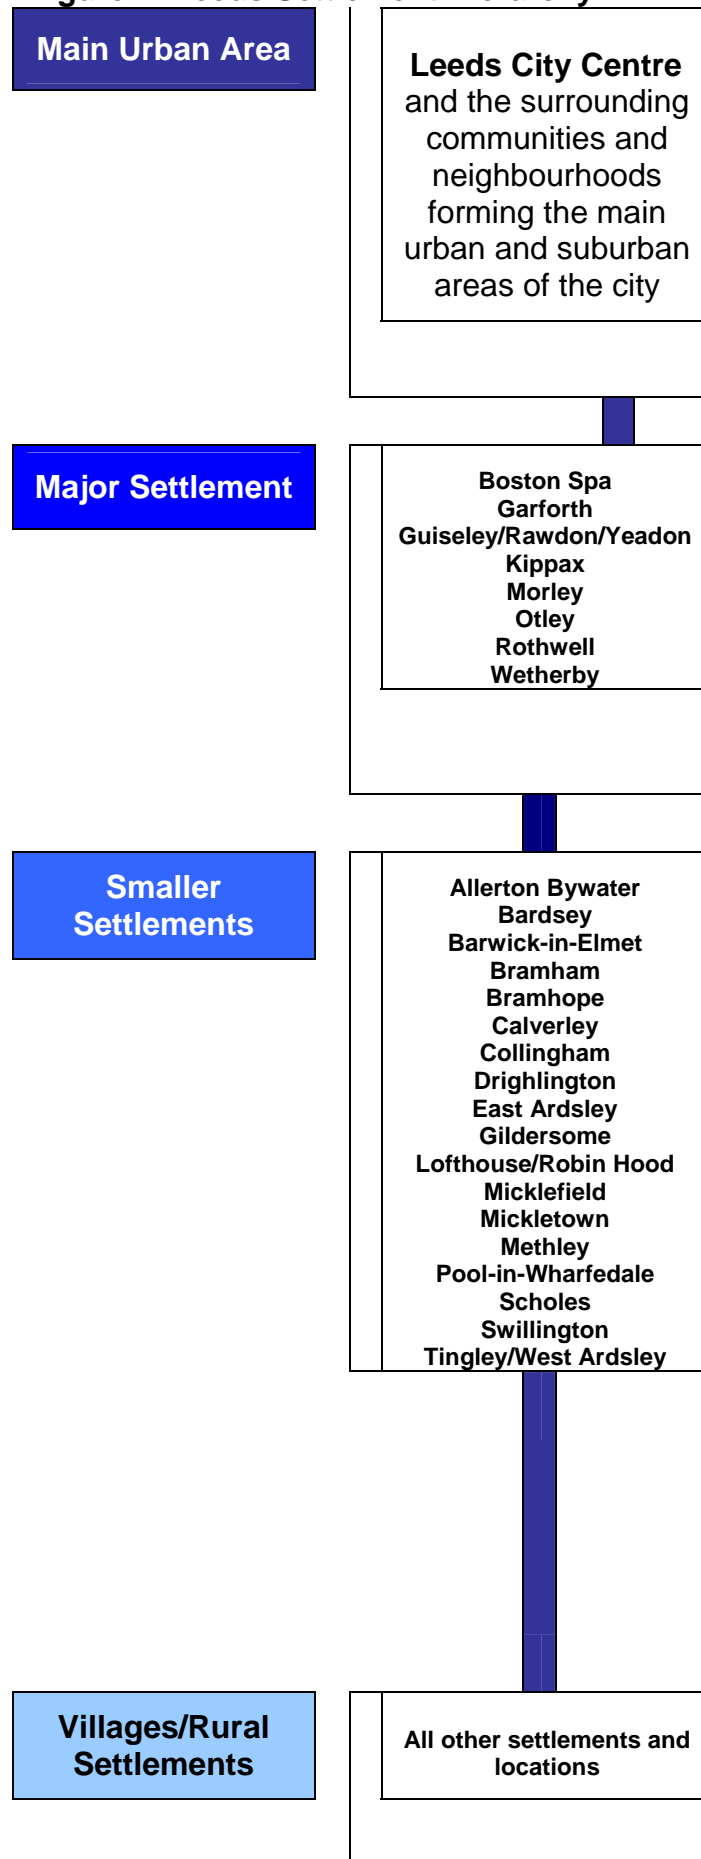 Main Urban Area
Leeds City Centre
and the surrounding
communities and
neighbourhoods
forming the main
urban and suburban
areas of the city
Major Settlement
Boston Spa
Garforth
Guiseley/Rawdon/Yeadon
Kippax
Morley
Otley
Rothwell
Wetherby
Smaller
Settlements
Allerton Bywater
Bardsey
Barwick-in-Elmet
Bramham
Bramhope
Calverley
Collingham
Drighlington
East Ardsley
Gildersome
Lofthouse/Robin Hood
Micklefield
Mickletown
Methley
Pool-in-Wharfedale
Scholes
Swillington
Tingley/West Ardsley
Villages/Rural
Settlements
All other settlements and
locations